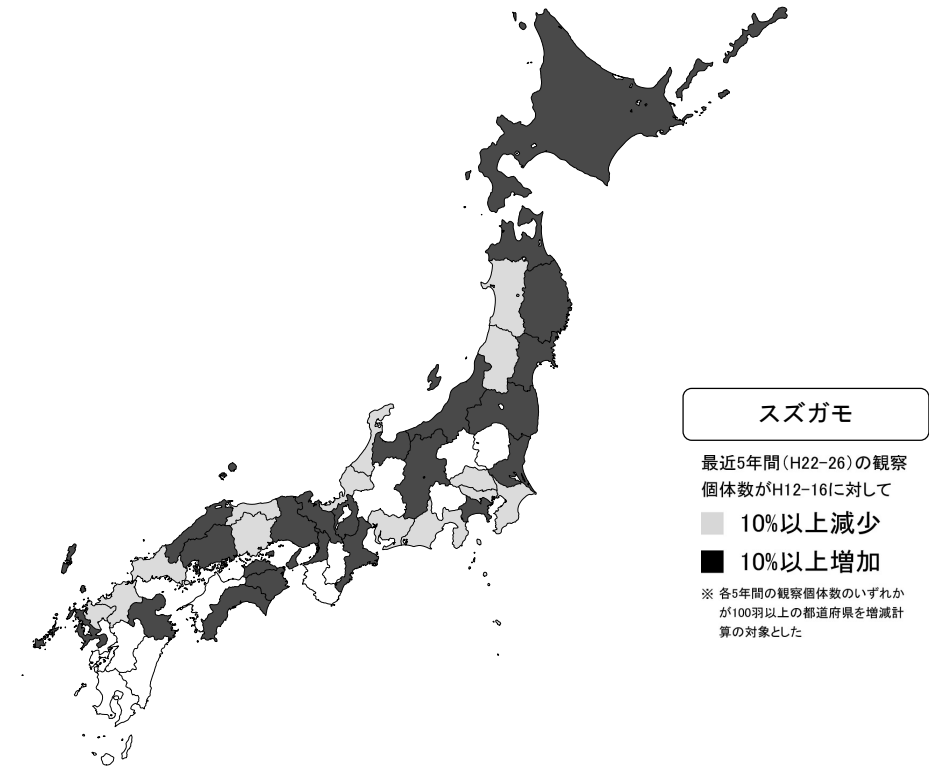 スズガモ
最近5年間（H22-26）の観察
個体数がH12-16に対して
10%以上減少
10%以上増加
※ 各5年間の観察個体数のいずれか
が100羽以上の都道府県を増減計
算の対象とした